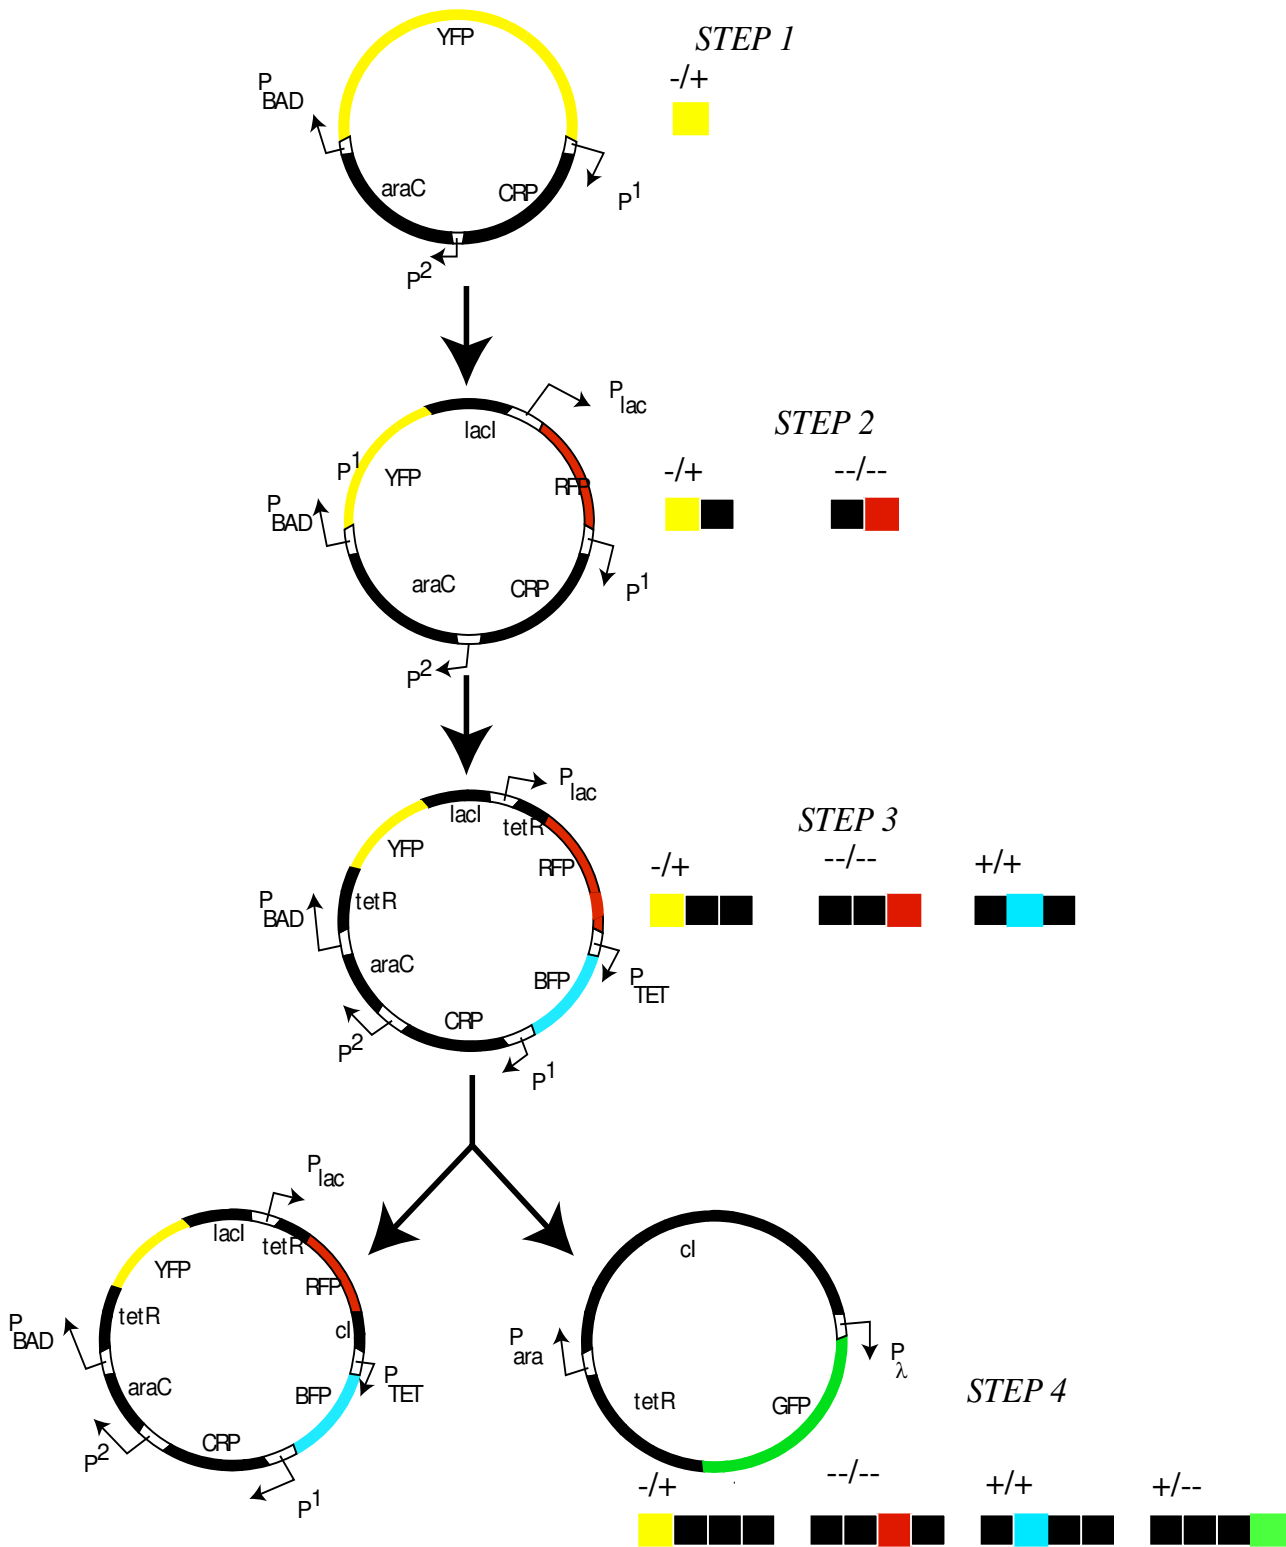 YFP
STEP 1
-/+
P BAD
araC
CRP
P1
P2
P lac
lacI
STEP 2
P1
YFP
RFP
-/+
--/--
P BAD
araC
CRP
P1
P2
P lac
lacI
tetR
STEP 3
YFP
RFP
-/+
--/--
+/+
P BAD
tetR
araC
BFP
P TET
CRP
P2
P1
P lac
lacI
tetR
cI
YFP
RFP
tetR
P BAD
cI
P ara
P λ
araC
BFP
P TET
tetR
GFP
STEP 4
CRP
P2
P1
-/+
--/--
+/+
+/--